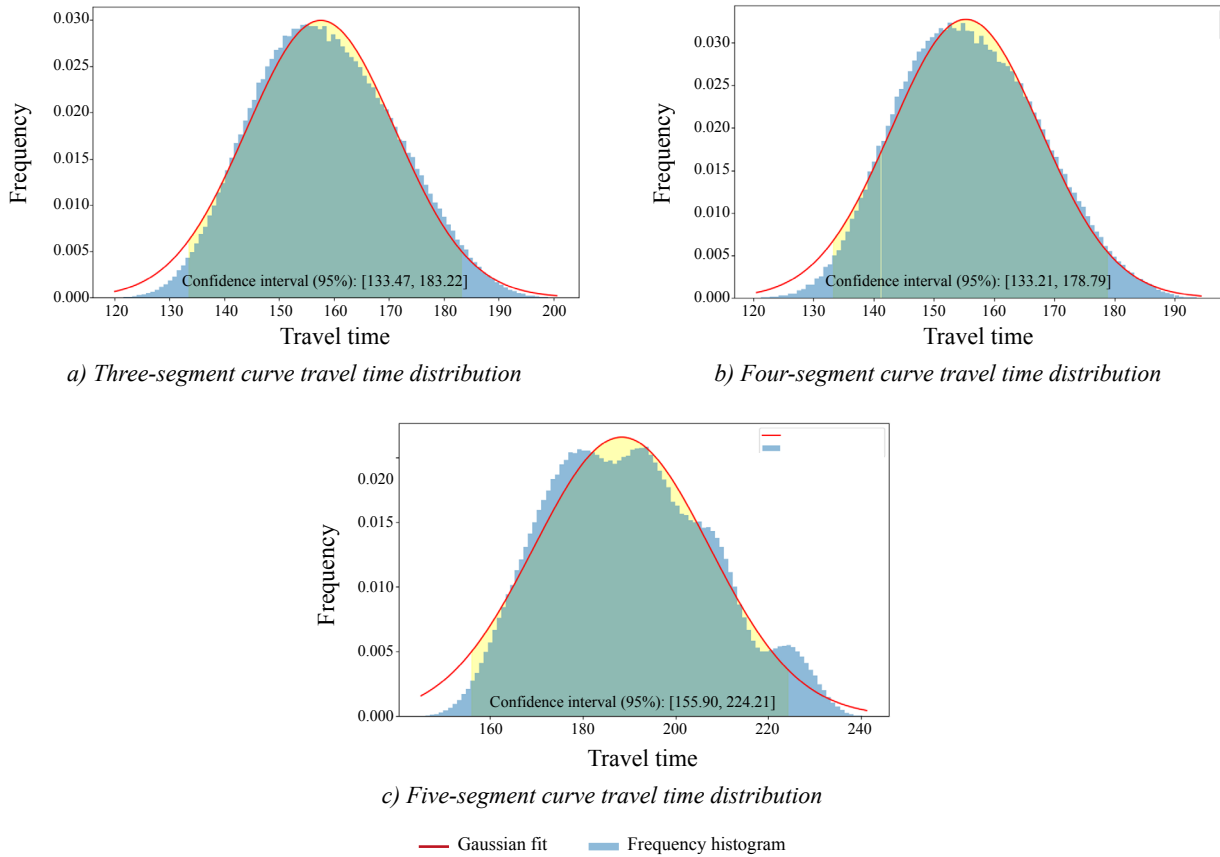 0.030
0.025
0.020
0.015
0.010
0.005
0.000
Frequency
Confidence interval (95%): [133.47, 183.22]
120 130 140 150 160 170 180 190 200
Travel time
a) Three-segment curve travel time distribution
0.030
0.025
0.020
0.015
0.010
0.005
0.000
Frequency
Confidence interval (95%): [133.21, 178.79]
120 130 140 150 160 170 180 190
Travel time
b) Four-segment curve travel time distribution
0.020
0.015
0.010
0.005
0.000
Frequency
Confidence interval (95%): [155.90, 224.21]
160 180 200 220 240
Travel time
c) Five-segment curve travel time distribution
Gaussian fit Frequency histogram